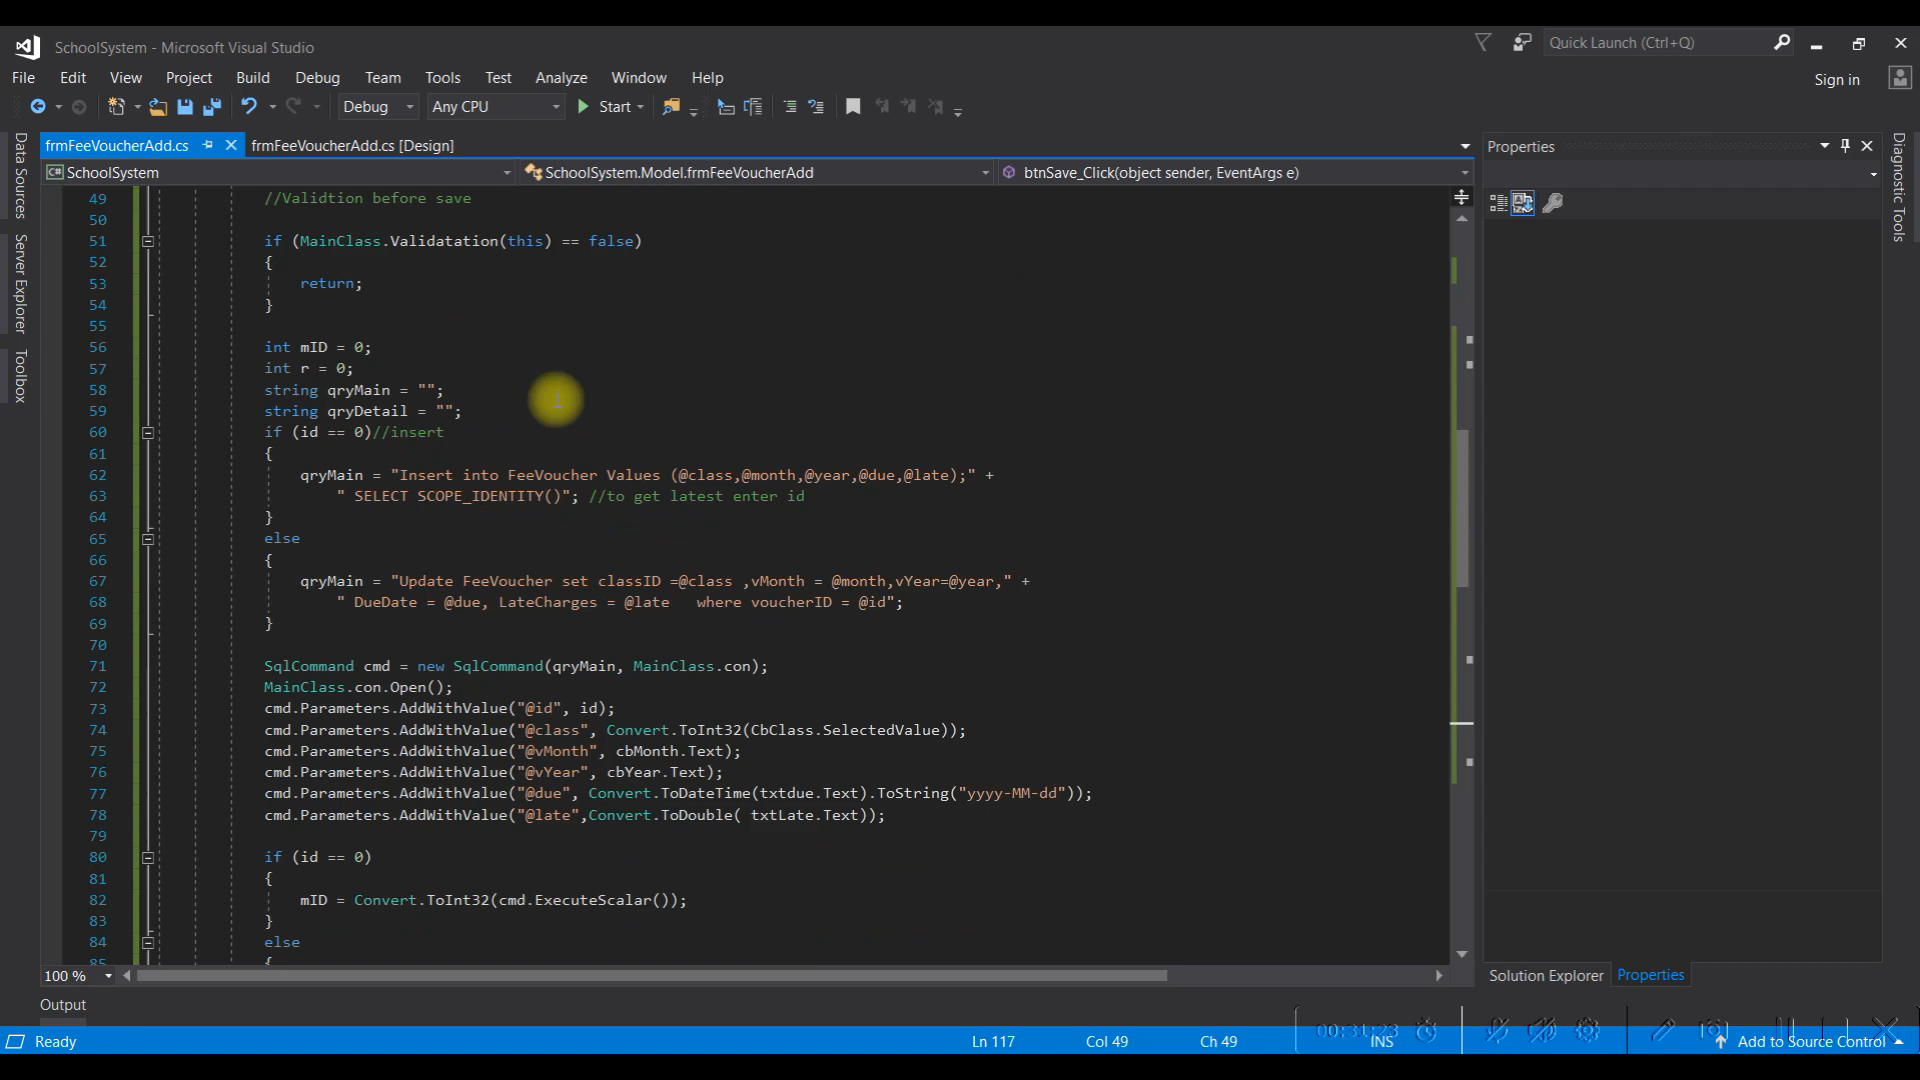 SchoolSystem - Microsoft Visual Studio
Quick Launch (Ctrl+Q)
File Edit View Project Build Debug Team Tools Test Analyze Window Help
Sign in
Debug Any CPU Start
frmFeeVoucherAdd.cs frmFeeVoucherAdd.cs [Design]
Properties
SchoolSystem SchoolSystem.Model.frmFeeVoucherAdd btnSave_Click(object sender, EventArgs e)
Data Sources
Server Explorer
Toolbox
Diagnostic Tools
49 //Validtion before save
50
51 if (MainClass.Validatation(this) == false)
52 {
53 return;
54 }
55
56 int mID = 0;
57 int r = 0;
58 string qryMain = "";
59 string qryDetail = "";
60 if (id == 0)//insert
61 {
62 qryMain = "Insert into FeeVoucher Values (@class,@month,@year,@due,@late);" +
63 " SELECT SCOPE_IDENTITY()"; //to get latest enter id
64 }
65 else
66 {
67 qryMain = "Update FeeVoucher set classID =@class ,vMonth = @month,vYear=@year," +
68 " DueDate = @due, LateCharges = @late   where voucherID = @id";
69 }
70
71 SqlCommand cmd = new SqlCommand(qryMain, MainClass.con);
72 MainClass.con.Open();
73 cmd.Parameters.AddWithValue("@id", id);
74 cmd.Parameters.AddWithValue("@class", Convert.ToInt32(CbClass.SelectedValue));
75 cmd.Parameters.AddWithValue("@vMonth", cbMonth.Text);
76 cmd.Parameters.AddWithValue("@vYear", cbYear.Text);
77 cmd.Parameters.AddWithValue("@due", Convert.ToDateTime(txtdue.Text).ToString("yyyy-MM-dd"));
78 cmd.Parameters.AddWithValue("@late",Convert.ToDouble( txtLate.Text));
79
80 if (id == 0)
81 {
82 mID = Convert.ToInt32(cmd.ExecuteScalar());
83 }
84 else
85 {
100 %
Solution Explorer Properties
Output
Ready Ln 117 Col 49 Ch 49 INS Add to Source Control
00:31:23